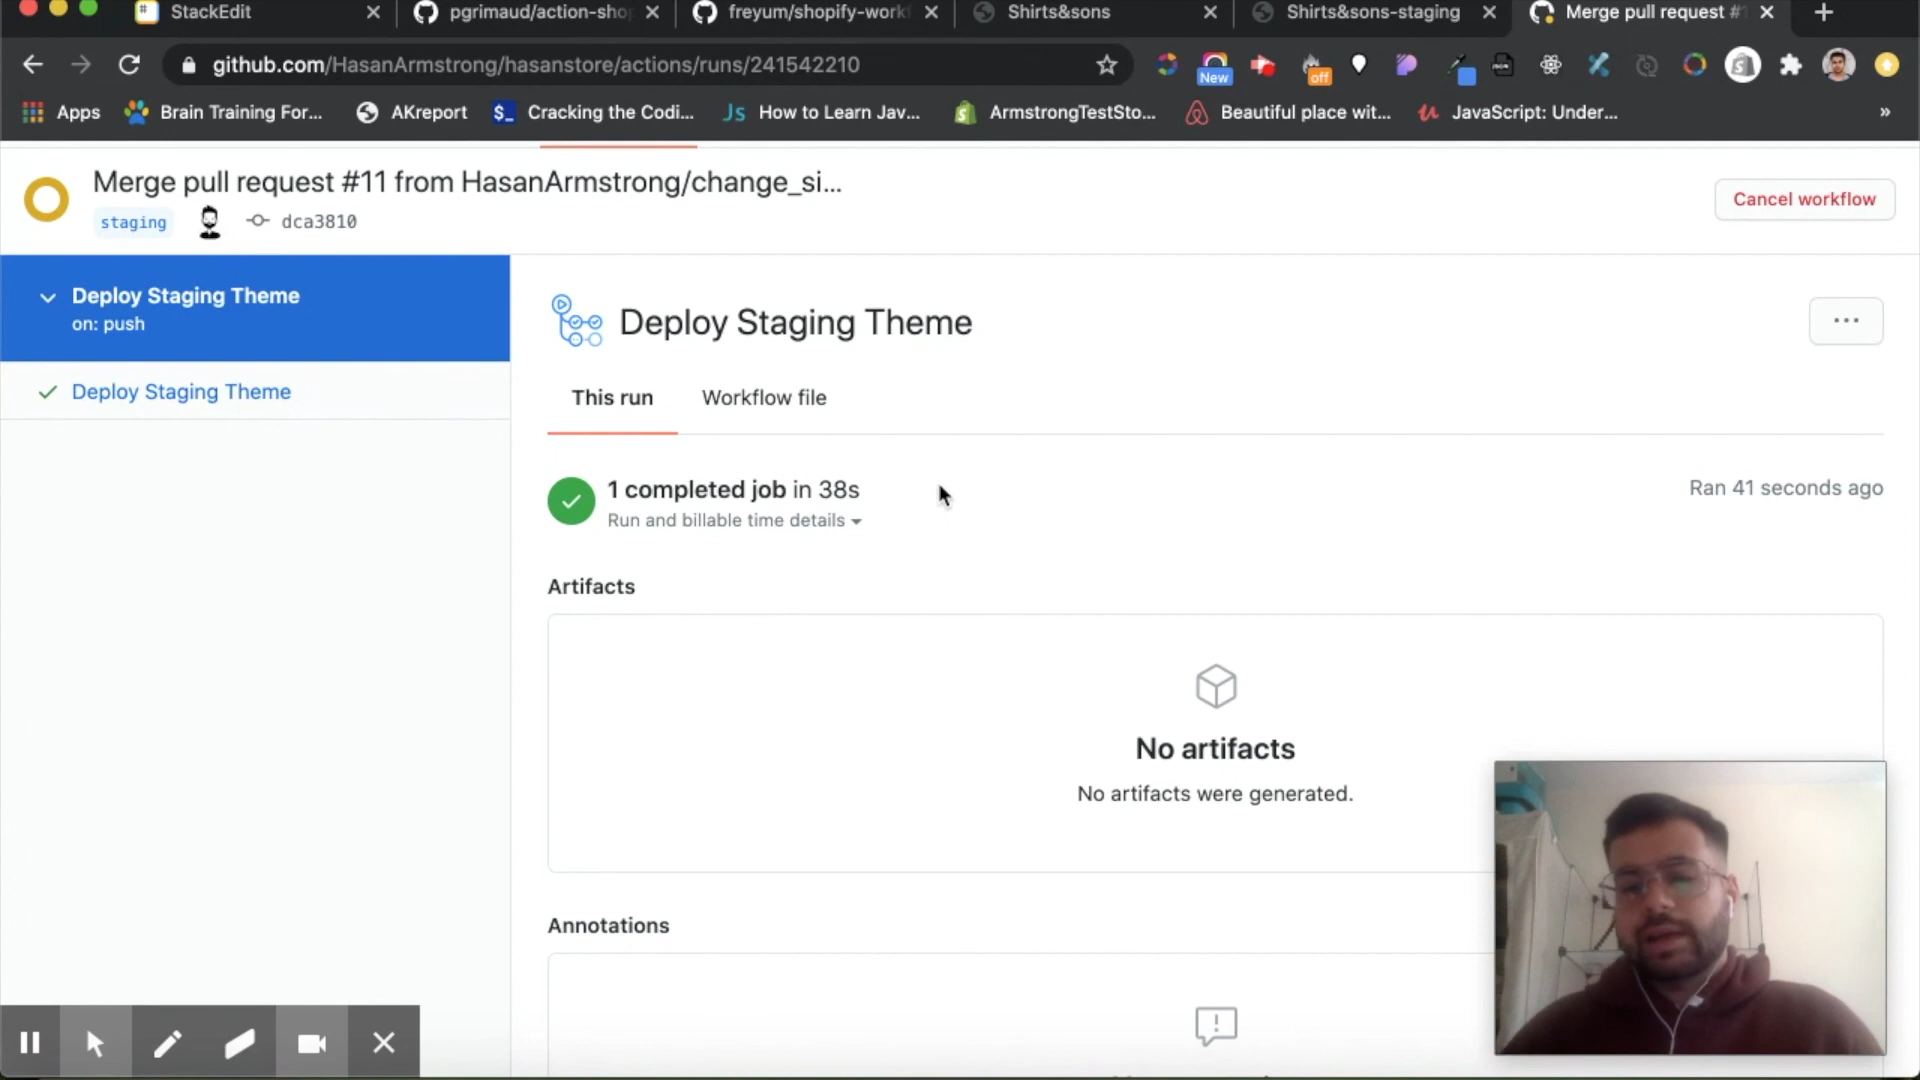 StackEdit
pgrimaud/action-sho
freyum/shopify-work
Shirts&sons
Shirts&sons-staging
Merge pull request #
github.com/HasanArmstrong/hasanstore/actions/runs/241542210
New
off
Apps
Brain Training For...
AKreport
Cracking the Codi...
JS How to Learn Jav...
ArmstrongTestSto...
Beautiful place wit...
JavaScript: Under...
»
Merge pull request #11 from HasanArmstrong/change_si...
staging
dca3810
Cancel workflow
Deploy Staging Theme
on: push
Deploy Staging Theme
Deploy Staging Theme
...
This run
Workflow file
1 completed job in 38s
Ran 41 seconds ago
Run and billable time details
Artifacts
No artifacts
No artifacts were generated.
Annotations